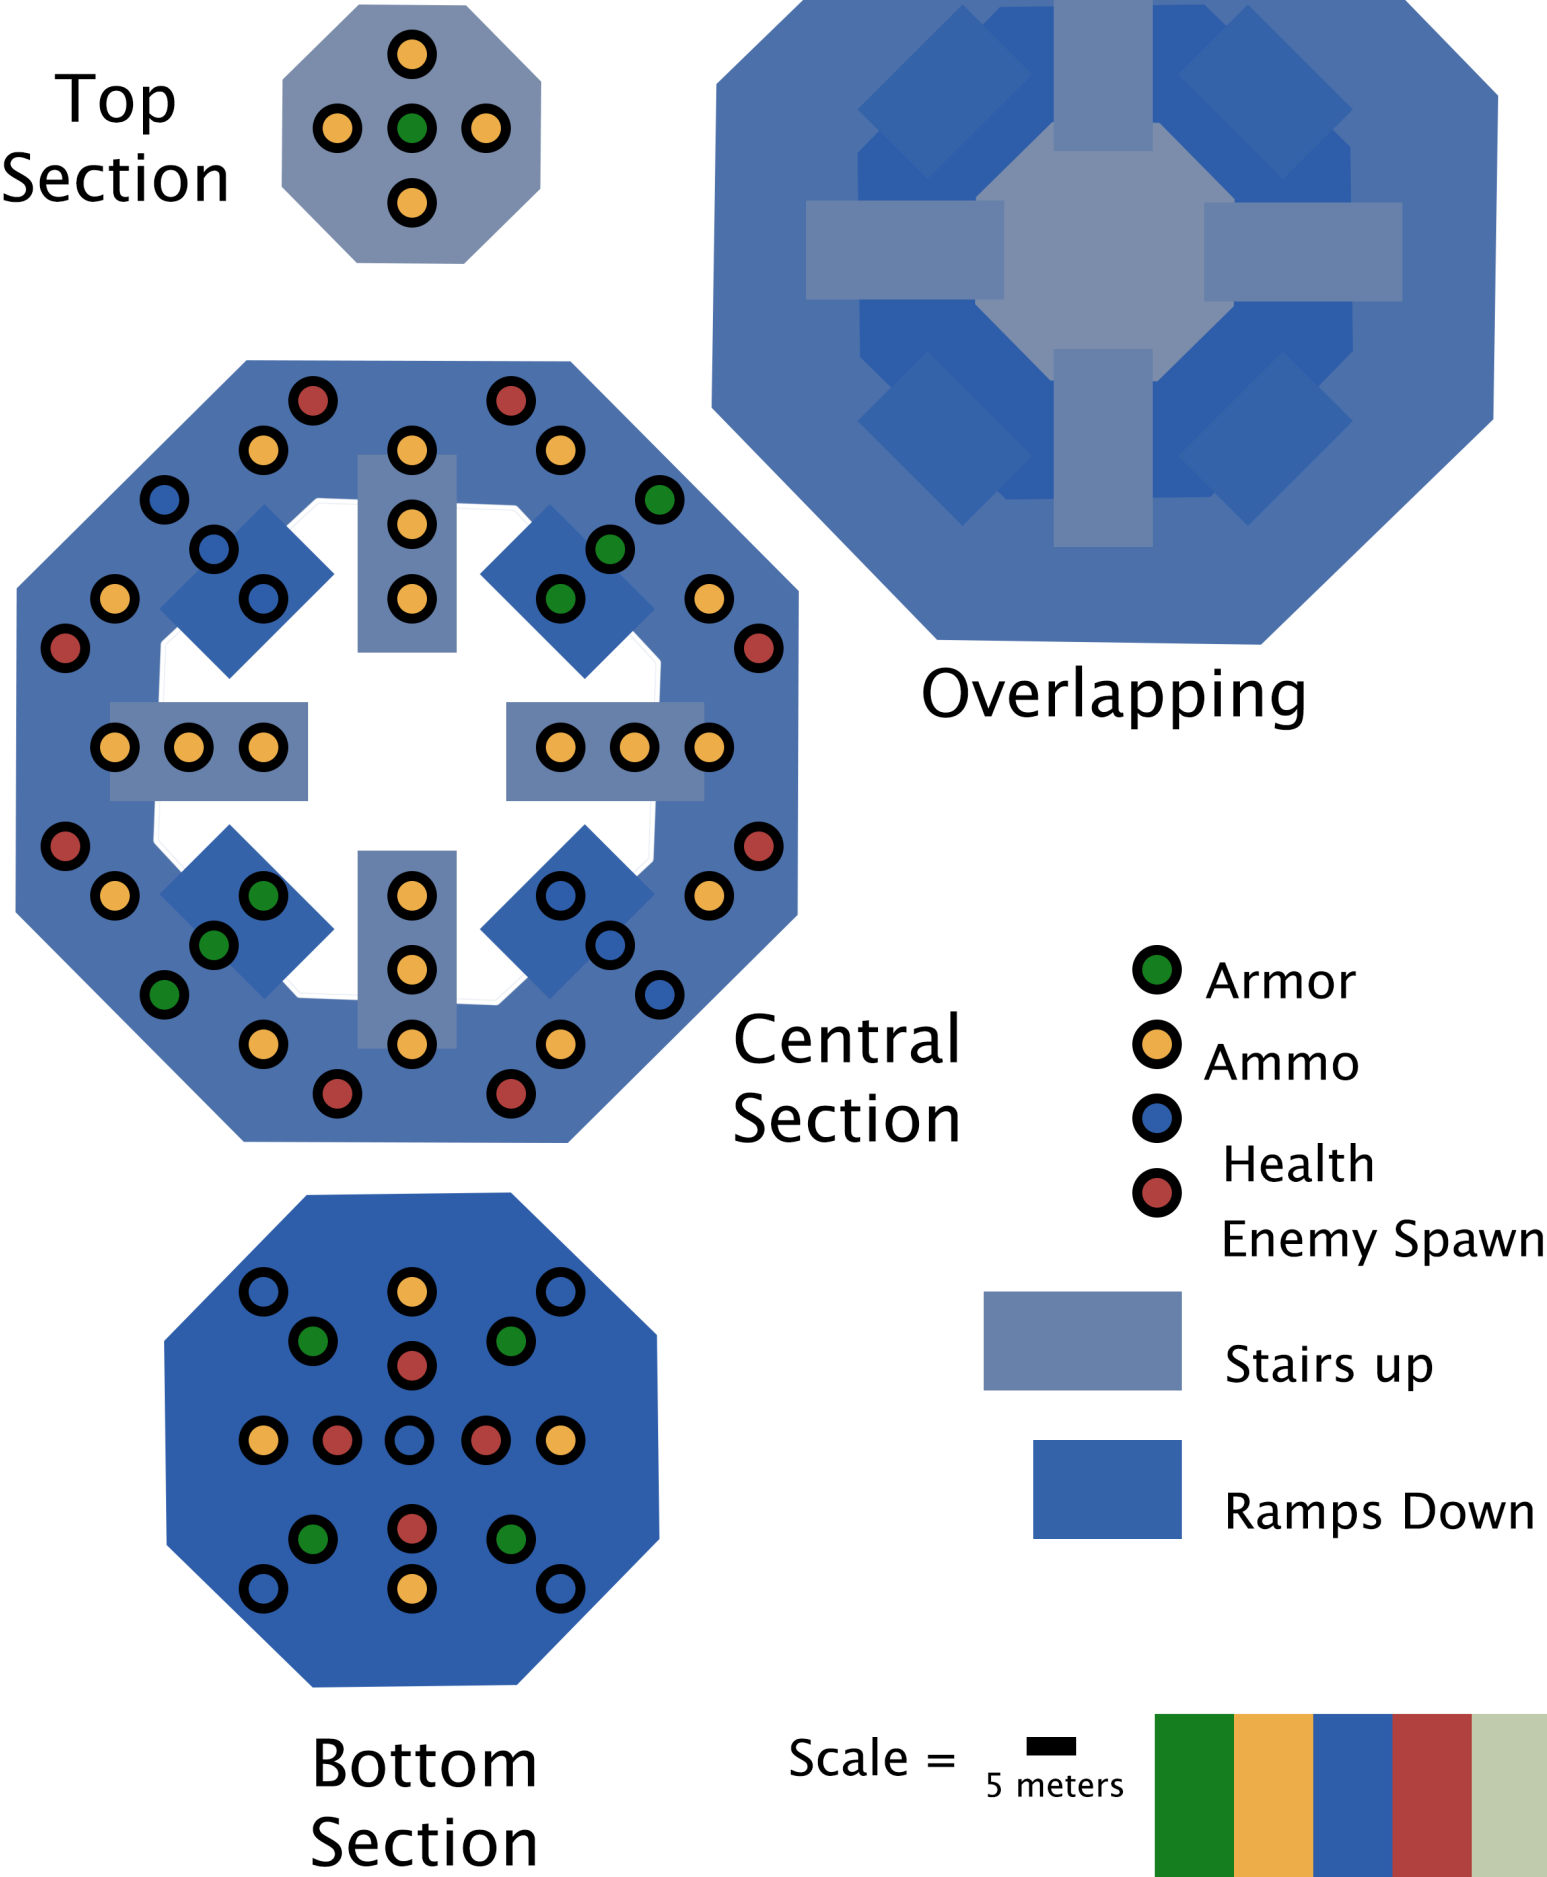 Top
Section
Overlapping
Central
Section
Armor
Ammo
Health
Enemy Spawn
Stairs up
Ramps Down
Bottom
Section
Scale =
5 meters